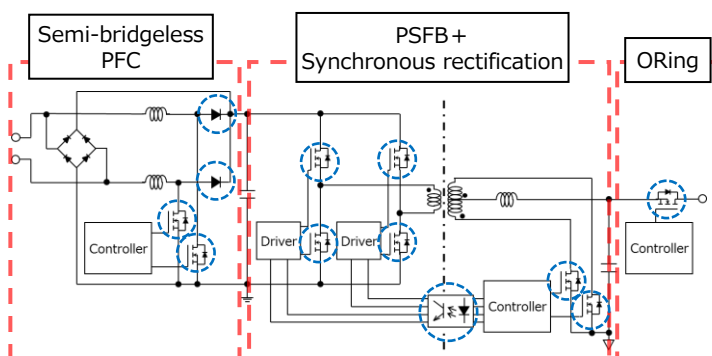 Semi-bridgeless
PFC
PSFB+
Synchronous rectification
ORing
Controller
Driver
Driver
Controller
Controller